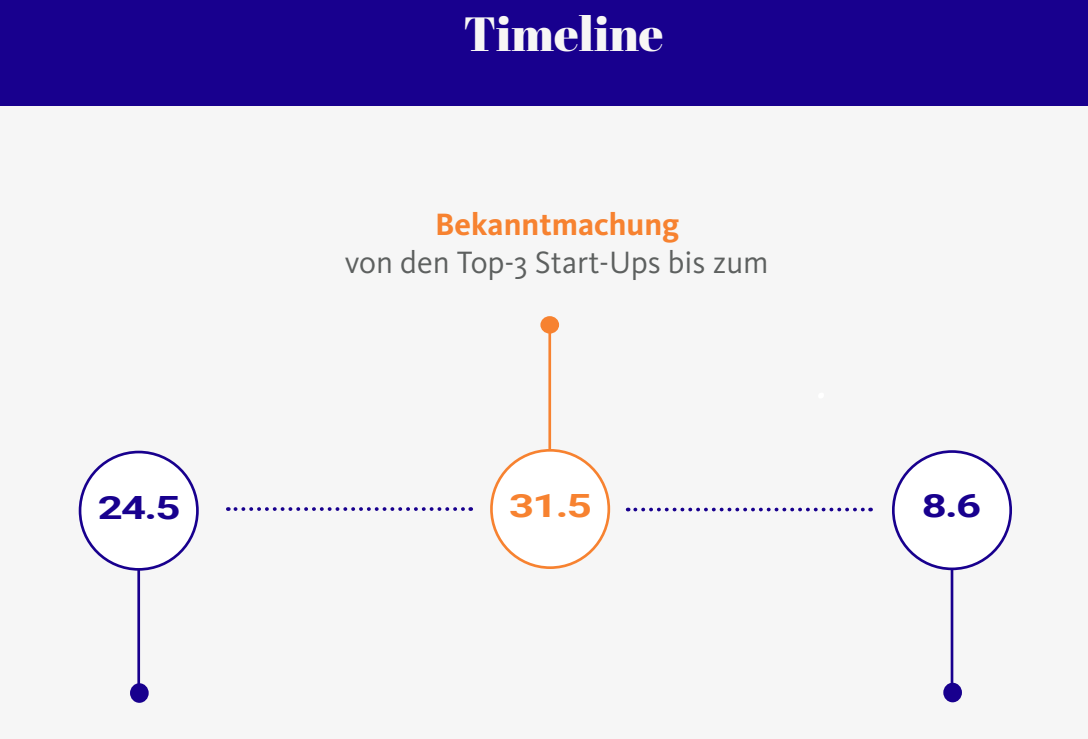 Timeline
Bekanntmachung
von den Top-3 Start-Ups bis zum
24.5
31.5
8.6